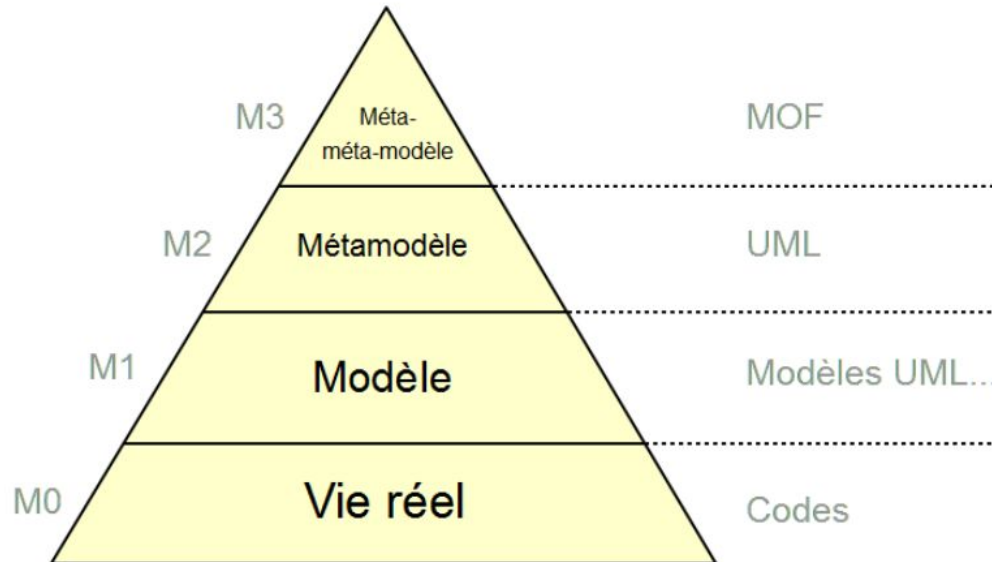 M3
Méta-
méta-modèle
MOF
M2
Métamodèle
UML
M1
Modèle
Modèles UML...
M0
Vie réel
Codes